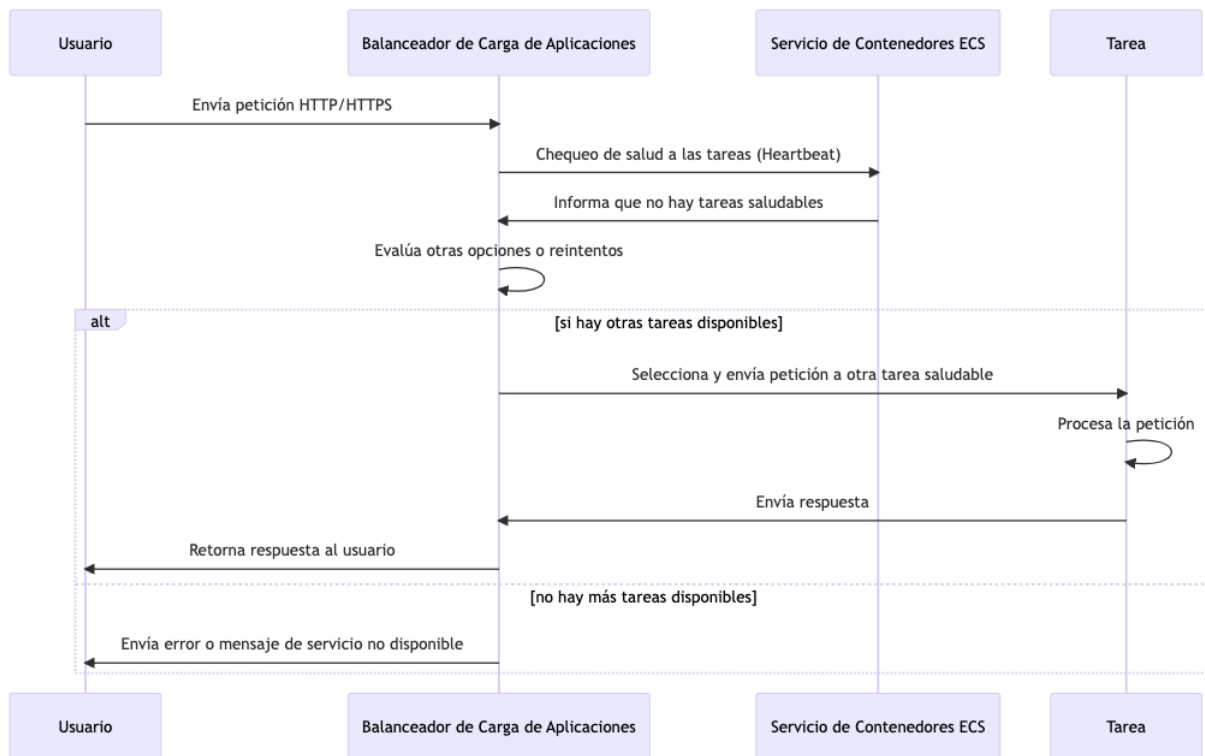 Usuario
Balanceador de Carga de Aplicaciones
Servicio de Contenedores ECS
Tarea
Envía petición HTTP/HTTPS
Chequeo de salud a las tareas (Heartbeat)
Informa que no hay tareas saludables
Evalúa otras opciones o reintentos
alt
[si hay otras tareas disponibles]
Selecciona y envía petición a otra tarea saludable
Procesa la petición
Envía respuesta
Retorna respuesta al usuario
[no hay más tareas disponibles]
Envía error o mensaje de servicio no disponible
Usuario
Balanceador de Carga de Aplicaciones
Servicio de Contenedores ECS
Tarea